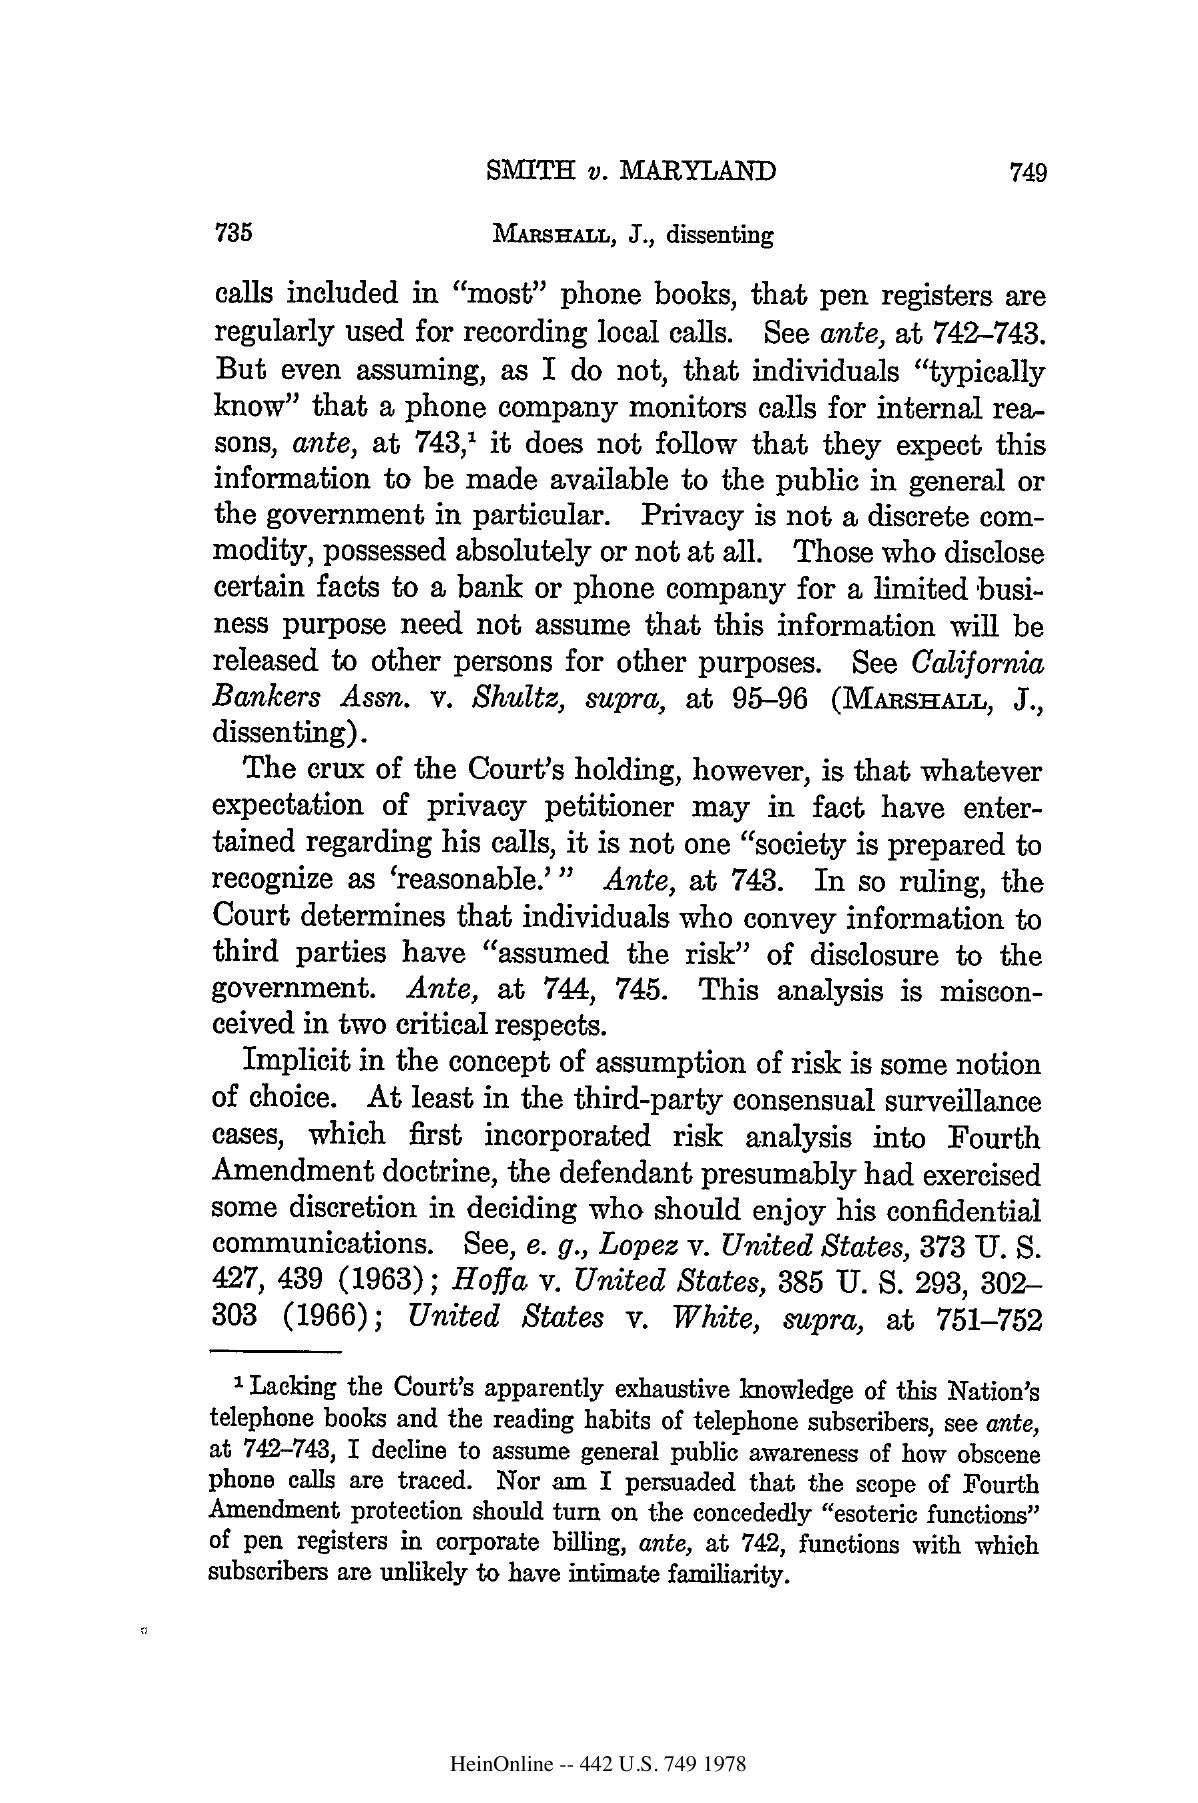 SMITH v. MARYLAND 749
735 MARSHALL, J., dissenting
calls included in “most” phone books, that pen registers are
regularly used for recording local calls. See ante, at 742–743.
But even assuming, as I do not, that individuals “typically
know” that a phone company monitors calls for internal rea-
sons, ante, at 743,¹ it does not follow that they expect this
information to be made available to the public in general or
the government in particular. Privacy is not a discrete com-
modity, possessed absolutely or not at all. Those who disclose
certain facts to a bank or phone company for a limited busi-
ness purpose need not assume that this information will be
released to other persons for other purposes. See California
Bankers Assn. v. Shultz, supra, at 95–96 (MARSHALL, J.,
dissenting).
The crux of the Court’s holding, however, is that whatever
expectation of privacy petitioner may in fact have enter-
tained regarding his calls, it is not one “society is prepared to
recognize as ‘reasonable.’ ” Ante, at 743. In so ruling, the
Court determines that individuals who convey information to
third parties have “assumed the risk” of disclosure to the
government. Ante, at 744, 745. This analysis is miscon-
ceived in two critical respects.
Implicit in the concept of assumption of risk is some notion
of choice. At least in the third-party consensual surveillance
cases, which first incorporated risk analysis into Fourth
Amendment doctrine, the defendant presumably had exercised
some discretion in deciding who should enjoy his confidential
communications. See, e. g., Lopez v. United States, 373 U. S.
427, 439 (1963); Hoffa v. United States, 385 U. S. 293, 302–
303 (1966); United States v. White, supra, at 751–752
¹ Lacking the Court’s apparently exhaustive knowledge of this Nation’s
telephone books and the reading habits of telephone subscribers, see ante,
at 742–743, I decline to assume general public awareness of how obscene
phone calls are traced. Nor am I persuaded that the scope of Fourth
Amendment protection should turn on the concededly “esoteric functions”
of pen registers in corporate billing, ante, at 742, functions with which
subscribers are unlikely to have intimate familiarity.
HeinOnline -- 442 U.S. 749 1978